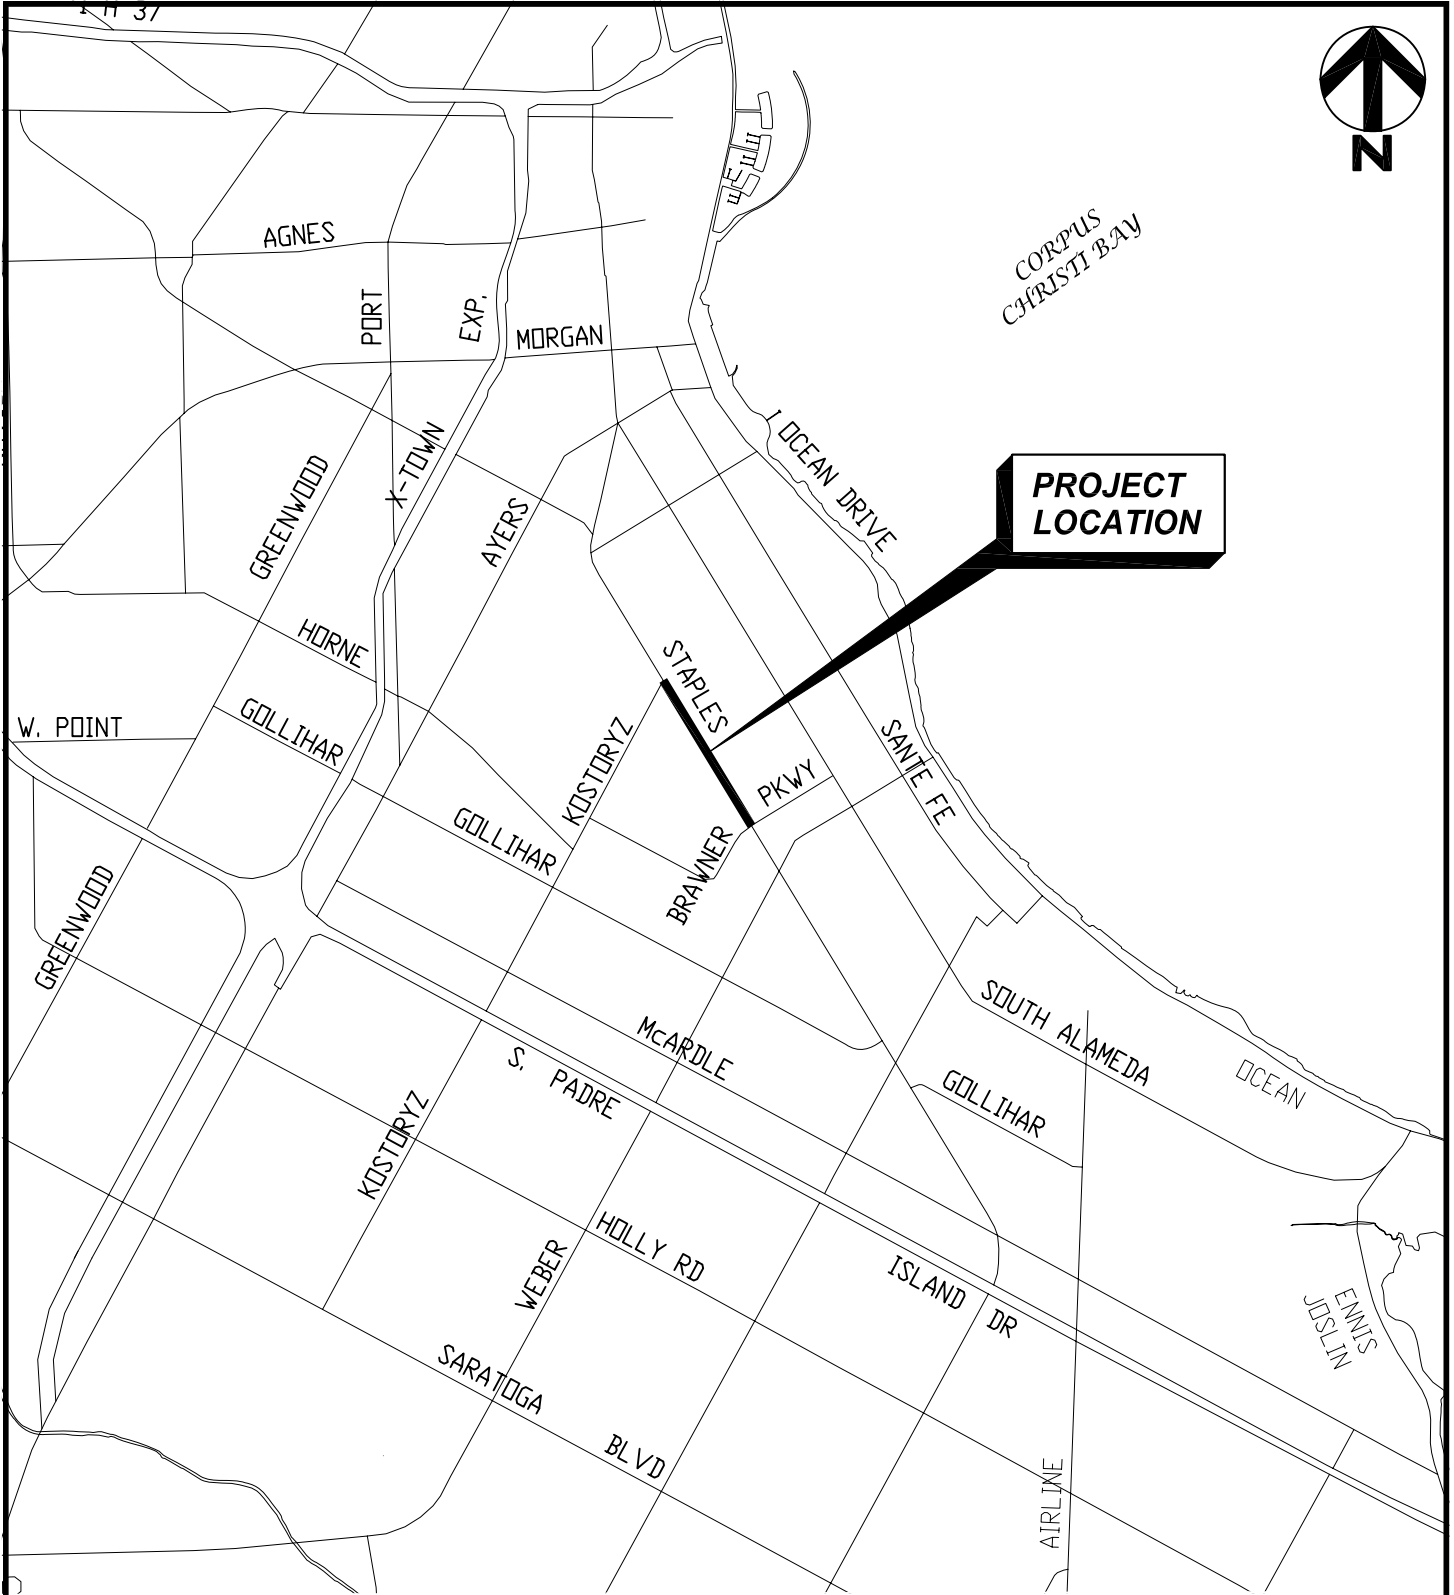 I H 37
N
CORPUS
CHRISTI BAY
AGNES
PORT
EXP.
MORGAN
OCEAN DRIVE
X-TOWN
GREENWOOD
AYERS
PROJECT
LOCATION
HORNE
STAPLES
GOLLIHAR
W. POINT
KOSTORYZ
SANTE FE
PKWY
GOLLIHAR
BRAWNER
GREENWOOD
SOUTH ALAMEDA
McARDLE
S. PADRE
GOLLIHAR
OCEAN
KOSTORYZ
HOLLY RD
WEBER
ISLAND DR
ENNIS
JOSLIN
SARATOGA
BLVD
AIRLINE